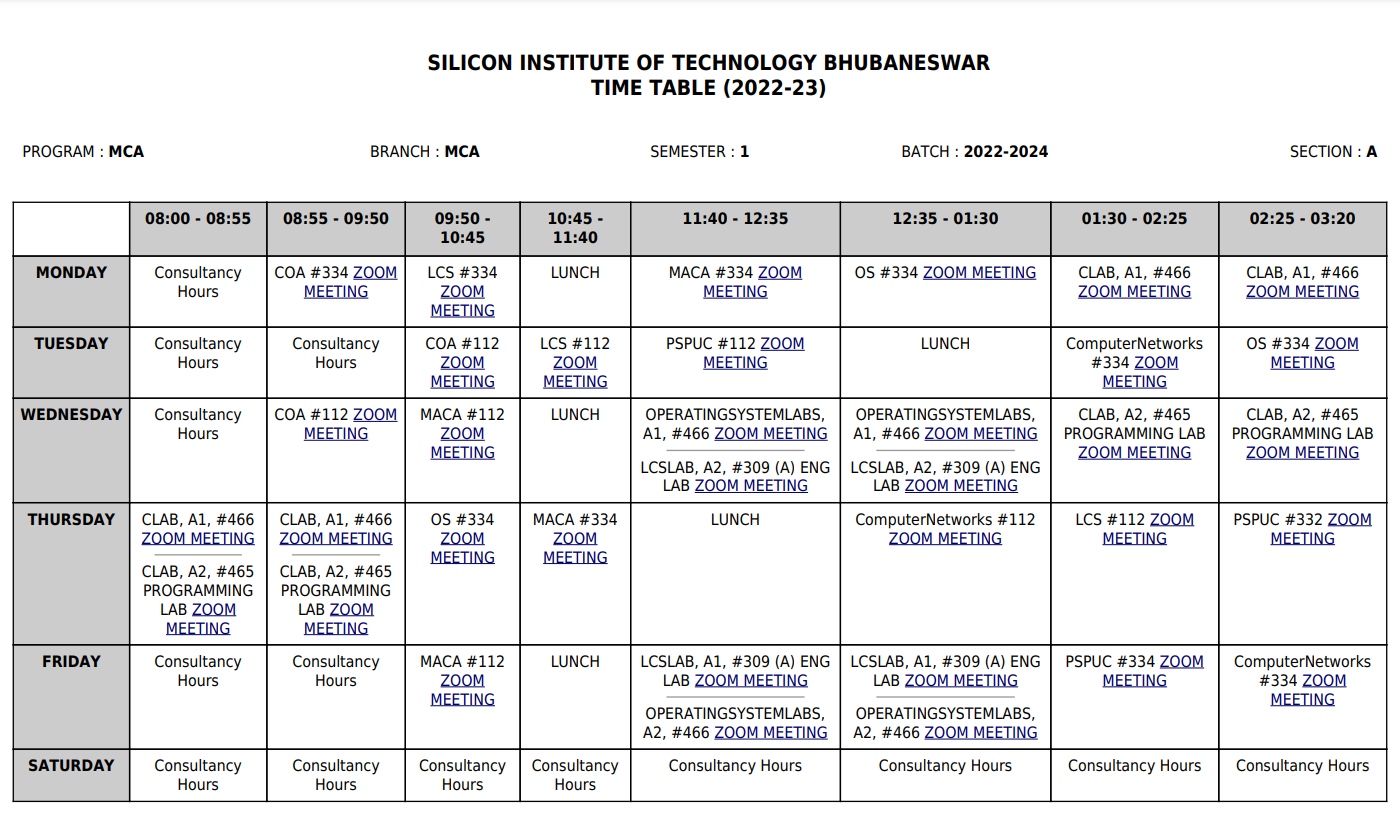 SILICON INSTITUTE OF TECHNOLOGY BHUBANESWAR
TIME TABLE (2022-23)
PROGRAM : MCA BRANCH : MCA SEMESTER : 1 BATCH : 2022-2024 SECTION : A
08:00 - 08:55
08:55 - 09:50
09:50 -
10:45
10:45 -
11:40
11:40 - 12:35
12:35 - 01:30
01:30 - 02:25
02:25 - 03:20
MONDAY
Consultancy
Hours
COA #334 ZOOM
MEETING
LCS #334
ZOOM
MEETING
LUNCH
MACA #334 ZOOM
MEETING
OS #334 ZOOM MEETING
CLAB, A1, #466
ZOOM MEETING
CLAB, A1, #466
ZOOM MEETING
TUESDAY
Consultancy
Hours
Consultancy
Hours
COA #112
ZOOM
MEETING
LCS #112
ZOOM
MEETING
PSPUC #112 ZOOM
MEETING
LUNCH
ComputerNetworks
#334 ZOOM
MEETING
OS #334 ZOOM
MEETING
WEDNESDAY
Consultancy
Hours
COA #112 ZOOM
MEETING
MACA #112
ZOOM
MEETING
LUNCH
OPERATINGSYSTEMLABS,
A1, #466 ZOOM MEETING
LCSLAB, A2, #309 (A) ENG
LAB ZOOM MEETING
OPERATINGSYSTEMLABS,
A1, #466 ZOOM MEETING
LCSLAB, A2, #309 (A) ENG
LAB ZOOM MEETING
CLAB, A2, #465
PROGRAMMING LAB
ZOOM MEETING
CLAB, A2, #465
PROGRAMMING LAB
ZOOM MEETING
THURSDAY
CLAB, A1, #466
ZOOM MEETING
CLAB, A2, #465
PROGRAMMING
LAB ZOOM
MEETING
CLAB, A1, #466
ZOOM MEETING
CLAB, A2, #465
PROGRAMMING
LAB ZOOM
MEETING
OS #334
ZOOM
MEETING
MACA #334
ZOOM
MEETING
LUNCH
ComputerNetworks #112
ZOOM MEETING
LCS #112 ZOOM
MEETING
PSPUC #332 ZOOM
MEETING
FRIDAY
Consultancy
Hours
Consultancy
Hours
MACA #112
ZOOM
MEETING
LUNCH
LCSLAB, A1, #309 (A) ENG
LAB ZOOM MEETING
OPERATINGSYSTEMLABS,
A2, #466 ZOOM MEETING
LCSLAB, A1, #309 (A) ENG
LAB ZOOM MEETING
OPERATINGSYSTEMLABS,
A2, #466 ZOOM MEETING
PSPUC #334 ZOOM
MEETING
ComputerNetworks
#334 ZOOM
MEETING
SATURDAY
Consultancy
Hours
Consultancy
Hours
Consultancy
Hours
Consultancy
Hours
Consultancy Hours
Consultancy Hours
Consultancy Hours
Consultancy Hours